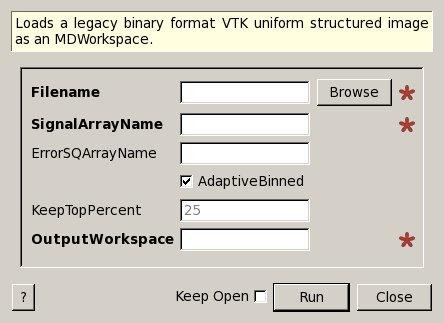 Loads a legacy binary format VTK uniform structured image
as an MDWorkspace.
Filename Browse *
SignalArrayName *
ErrorSQArrayName
AdaptiveBinned
KeepTopPercent 25
OutputWorkspace *
? Keep Open Run Close